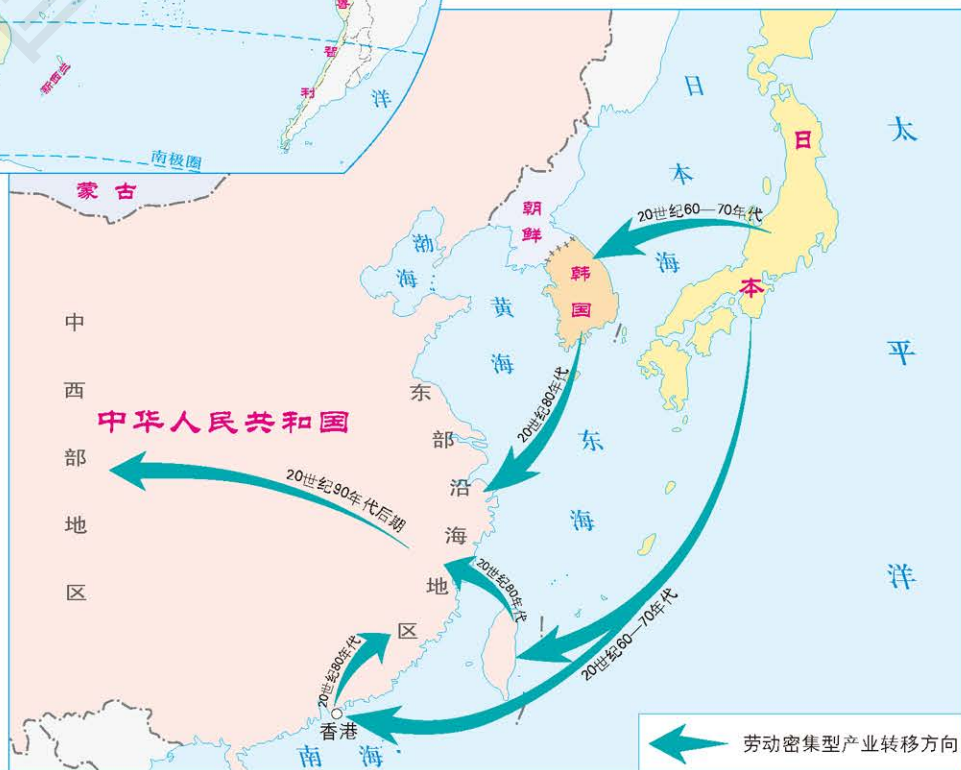 智
利
新西兰
洋
南极圈
蒙古
朝鲜
韩国
日本
日本海
渤海
黄海
东海
太平洋
南海
中华人民共和国
中西部地区
东部沿海地区
香港
20世纪60—70年代
20世纪80年代
20世纪90年代后期
20世纪80年代
20世纪80年代
20世纪60—70年代
劳动密集型产业转移方向